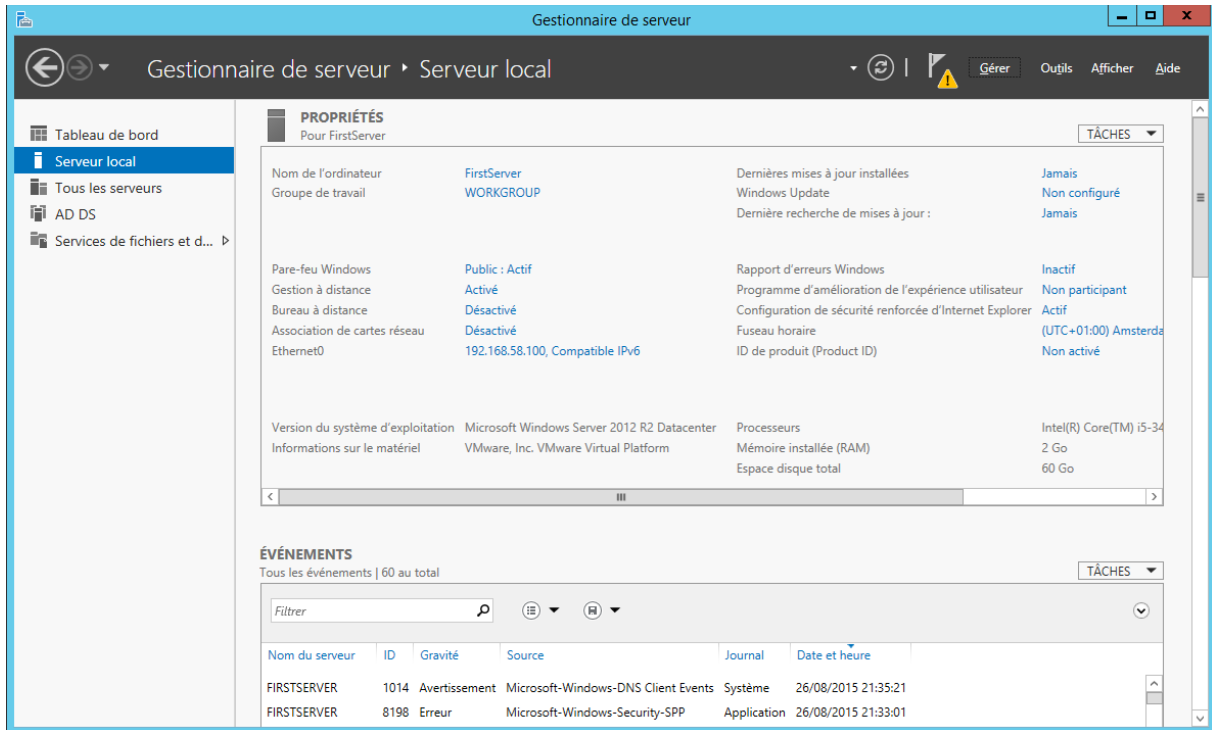 Gestionnaire de serveur
Gestionnaire de serveur ‣ Serveur local
Gérer Outils Afficher Aide
Tableau de bord
Serveur local
Tous les serveurs
AD DS
Services de fichiers et d...
PROPRIÉTÉS
Pour FirstServer
TÂCHES
Nom de l'ordinateur FirstServer Dernières mises à jour installées Jamais
Groupe de travail WORKGROUP Windows Update Non configuré
Dernière recherche de mises à jour : Jamais
Pare-feu Windows Public : Actif Rapport d'erreurs Windows Inactif
Gestion à distance Activé Programme d'amélioration de l'expérience utilisateur Non participant
Bureau à distance Désactivé Configuration de sécurité renforcée d'Internet Explorer Actif
Association de cartes réseau Désactivé Fuseau horaire (UTC+01:00) Amsterda
Ethernet0 192.168.58.100, Compatible IPv6 ID de produit (Product ID) Non activé
Version du système d'exploitation Microsoft Windows Server 2012 R2 Datacenter Processeurs Intel(R) Core(TM) i5-34
Informations sur le matériel VMware, Inc. VMware Virtual Platform Mémoire installée (RAM) 2 Go
Espace disque total 60 Go
ÉVÉNEMENTS
Tous les événements | 60 au total
TÂCHES
Filtrer
Nom du serveur ID Gravité Source Journal Date et heure
FIRSTSERVER 1014 Avertissement Microsoft-Windows-DNS Client Events Système 26/08/2015 21:35:21
FIRSTSERVER 8198 Erreur Microsoft-Windows-Security-SPP Application 26/08/2015 21:33:01